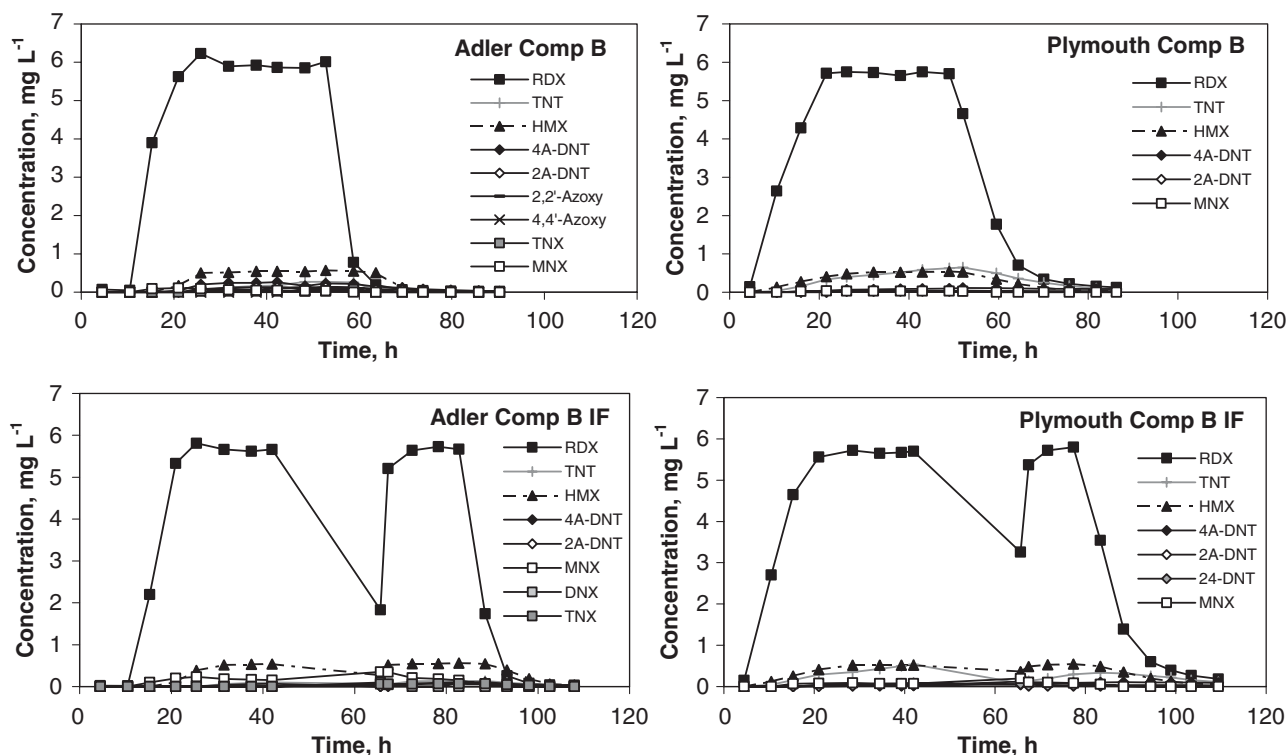 Adler Comp B
Concentration, mg L-1
7
6
5
4
3
2
1
0
RDX
TNT
HMX
4A-DNT
2A-DNT
2,2'-Azoxy
4,4'-Azoxy
TNX
MNX
0 20 40 60 80 100 120
Time, h
Plymouth Comp B
Concentration, mg L-1
7
6
5
4
3
2
1
0
RDX
TNT
HMX
4A-DNT
2A-DNT
MNX
0 20 40 60 80 100 120
Time, h
Adler Comp B IF
Concentration, mg L-1
7
6
5
4
3
2
1
0
RDX
TNT
HMX
4A-DNT
2A-DNT
MNX
DNX
TNX
0 20 40 60 80 100 120
Time, h
Plymouth Comp B IF
Concentration, mg L-1
7
6
5
4
3
2
1
0
RDX
TNT
HMX
4A-DNT
2A-DNT
24-DNT
MNX
0 20 40 60 80 100 120
Time, h